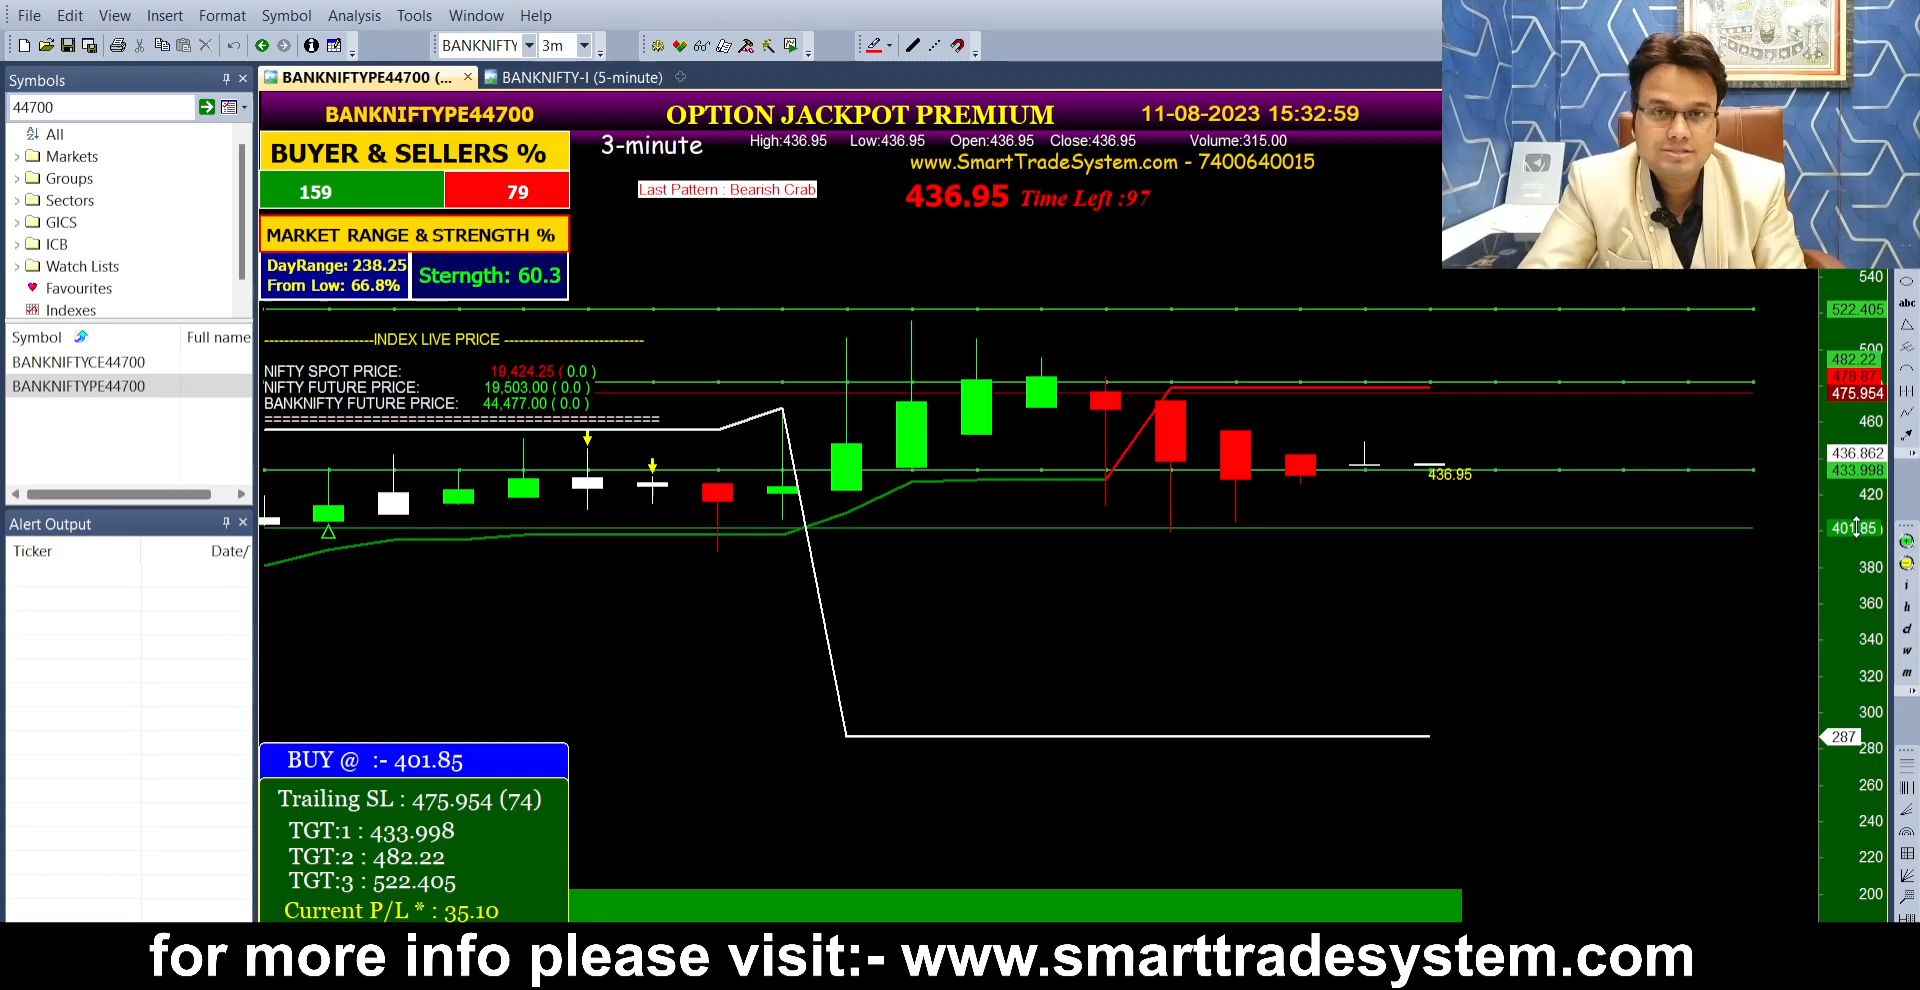 File Edit View Insert Format Symbol Analysis Tools Window Help
BANKNIFTY 3m
Symbols
BANKNIFTYPE44700 (... BANKNIFTY-I (5-minute)
44700
All
Markets
Groups
Sectors
GICS
ICB
Watch Lists
Favourites
Indexes
Symbol Full name
BANKNIFTYCE44700
BANKNIFTYPE44700
Alert Output
Ticker Date/
BANKNIFTYPE44700 OPTION JACKPOT PREMIUM 11-08-2023 15:32:59
3-minute High:436.95 Low:436.95 Open:436.95 Close:436.95 Volume:315.00
www.SmartTradeSystem.com - 7400640015
Last Pattern : Bearish Crab 436.95 Time Left :97
BUYER & SELLERS %
159 79
MARKET RANGE & STRENGTH %
DayRange: 238.25
From Low: 66.8%
Sterngth: 60.3
----------------------INDEX LIVE PRICE ----------------------------
NIFTY SPOT PRICE: 19,424.25 ( 0.0 )
NIFTY FUTURE PRICE: 19,503.00 ( 0.0 )
BANKNIFTY FUTURE PRICE: 44,477.00 ( 0.0 )
========================================
436.95
540
522.405
500
482.22
478.87
475.954
460
436.862
433.998
420
401.85
380
360
340
320
300
287
280
260
240
220
200
abc
i
h
d
w
m
BUY @ :- 401.85
Trailing SL : 475.954 (74)
TGT:1 : 433.998
TGT:2 : 482.22
TGT:3 : 522.405
Current P/L * : 35.10
for more info please visit:- www.smarttradesystem.com